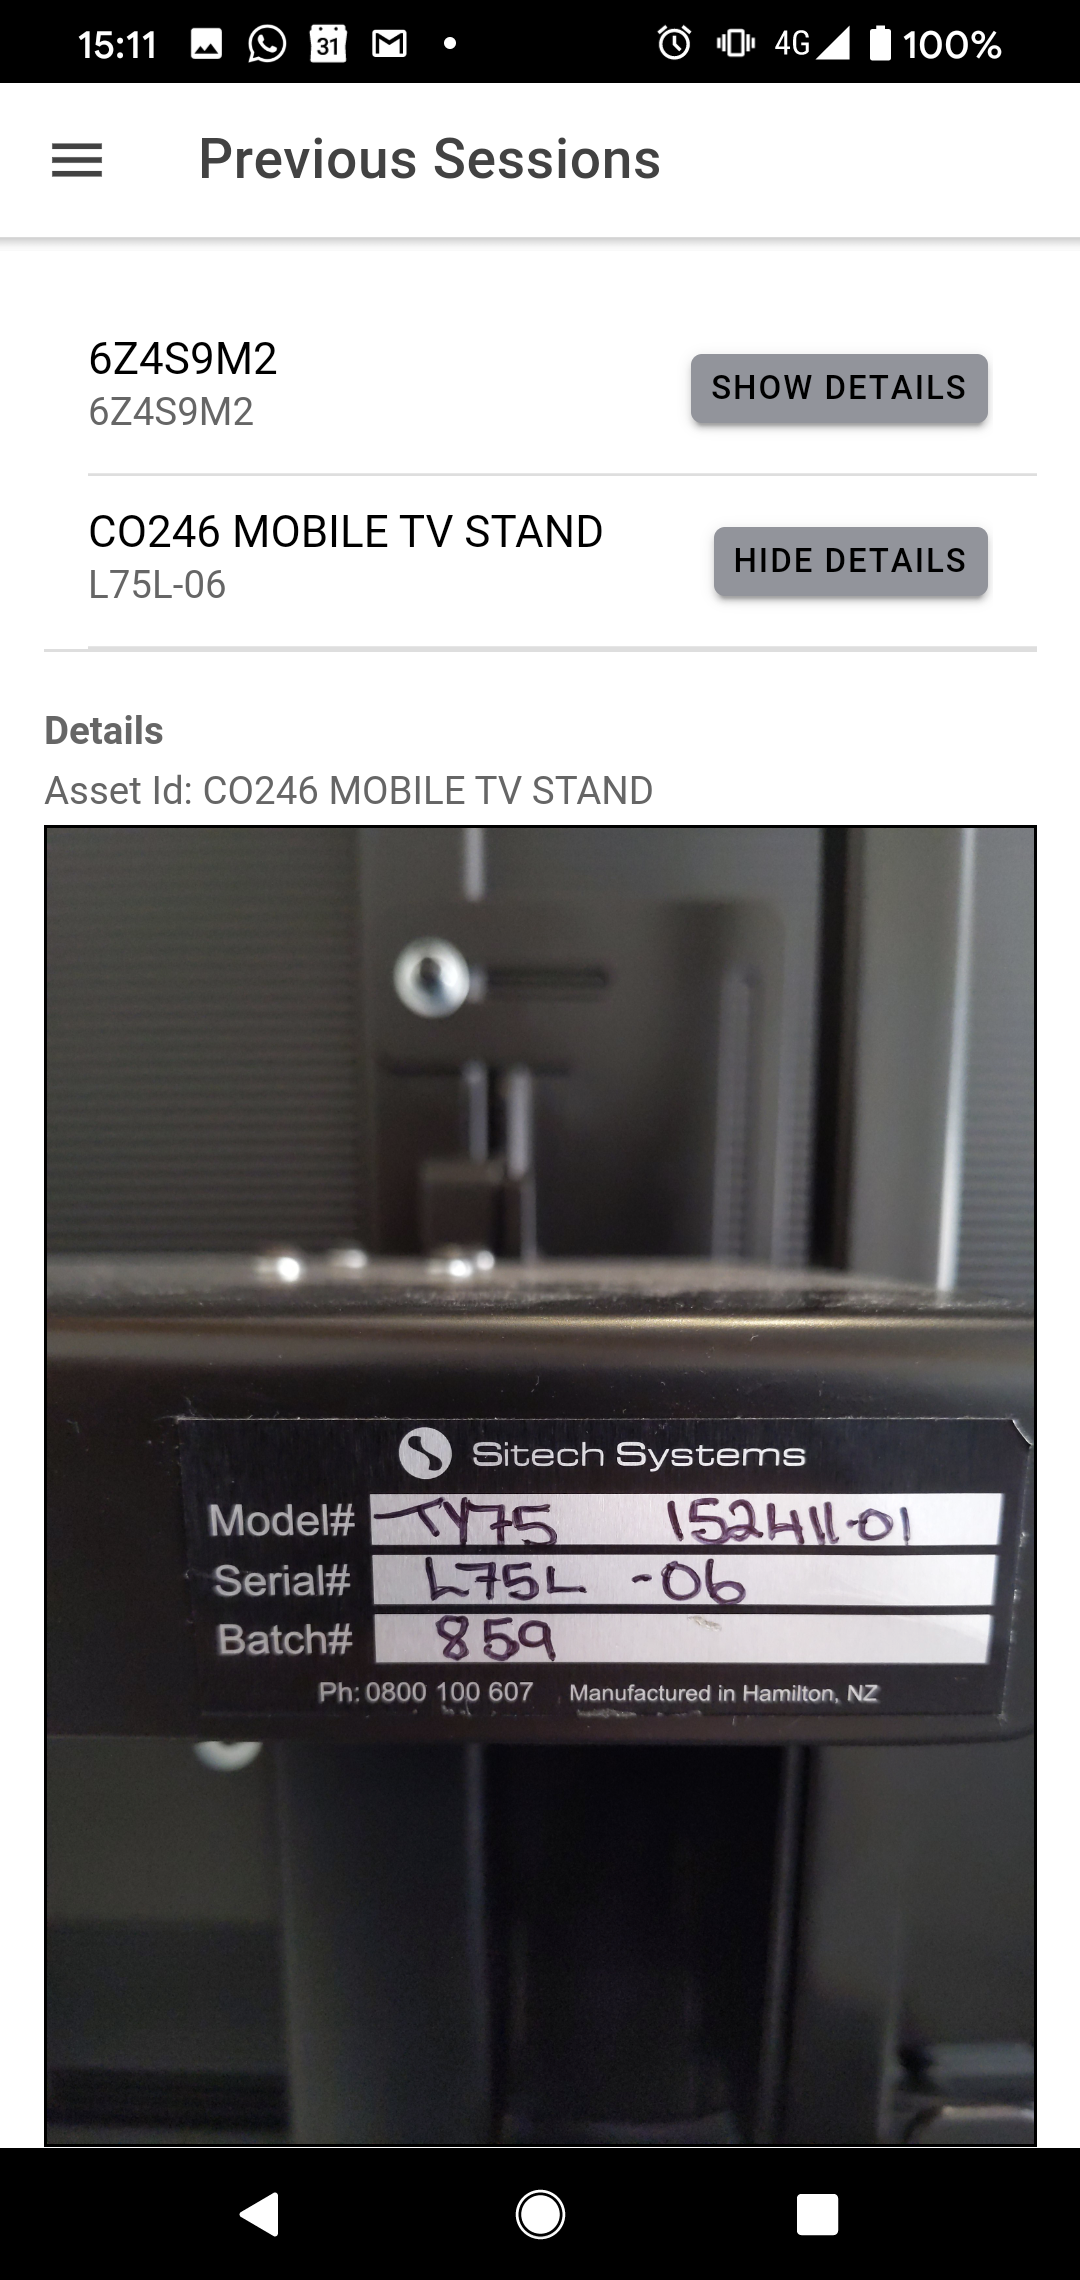 15:11 31 4G 100%
Previous Sessions
6Z4S9M2
6Z4S9M2
SHOW DETAILS
CO246 MOBILE TV STAND
L75L-06
HIDE DETAILS
Details
Asset Id: CO246 MOBILE TV STAND
Sitech Systems
Model# TY75 152411-01
Serial# L75L -06
Batch# 859
Ph: 0800 100 607 Manufactured in Hamilton, NZ